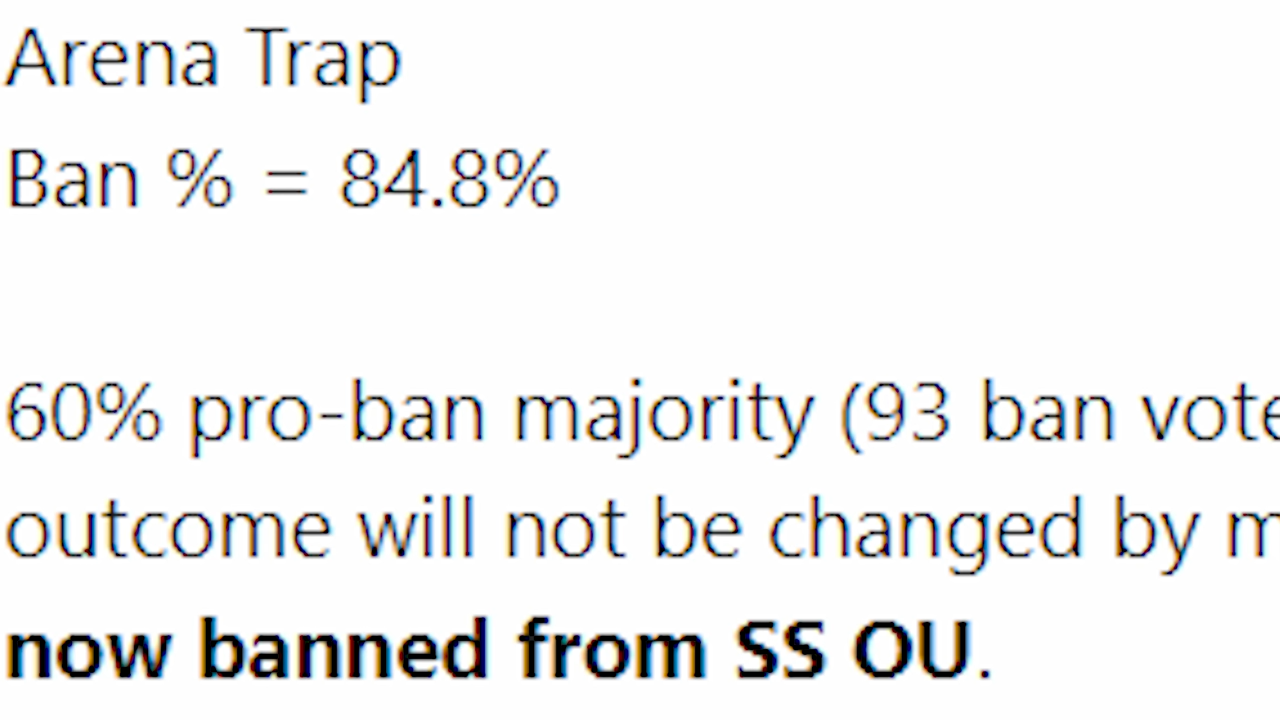 Arena Trap
Ban % = 84.8%
60% pro-ban majority (93 ban vote
outcome will not be changed by m
now banned from SS OU.